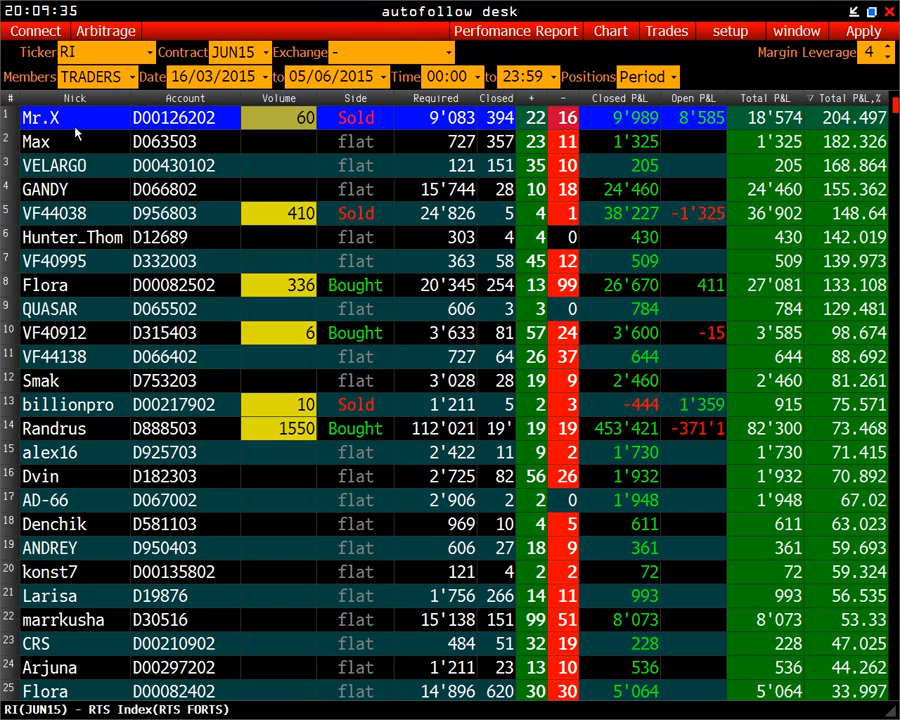 20:09:35 autofollow desk
Connect Arbitrage Perfomance Report Chart Trades setup window Apply
Ticker RI Contract JUN15 Exchange - Margin Leverage 4
Members TRADERS Date 16/03/2015 to 05/06/2015 Time 00:00 to 23:59 Positions Period
# Nick Account Volume Side Required Closed + - Closed P&L Open P&L Total P&L ▽ Total P&L,%
1 Mr.X D00126202 60 Sold 9'083 394 22 16 9'989 8'585 18'574 204.497
2 Max D063503 flat 727 357 23 11 1'325 1'325 182.326
3 VELARGO D00430102 flat 121 151 35 10 205 205 168.864
4 GANDY D066802 flat 15'744 28 10 18 24'460 24'460 155.362
5 VF44038 D956803 410 Sold 24'826 5 4 1 38'227 -1'325 36'902 148.64
6 Hunter_Thom D12689 flat 303 4 4 0 430 430 142.019
7 VF40995 D332003 flat 363 58 45 12 509 509 139.973
8 Flora D00082502 336 Bought 20'345 254 13 99 26'670 411 27'081 133.108
9 QUASAR D065502 flat 606 3 3 0 784 784 129.481
10 VF40912 D315403 6 Bought 3'633 81 57 24 3'600 -15 3'585 98.674
11 VF44138 D066402 flat 727 64 26 37 644 644 88.692
12 Smak D753203 flat 3'028 28 19 9 2'460 2'460 81.261
13 billionpro D00217902 10 Sold 1'211 5 2 3 -444 1'359 915 75.571
14 Randrus D888503 1550 Bought 112'021 19' 19 19 453'421 -371'1 82'300 73.468
15 alex16 D925703 flat 2'422 11 9 2 1'730 1'730 71.415
16 Dvin D182303 flat 2'725 82 56 26 1'932 1'932 70.892
17 AD-66 D067002 flat 2'906 2 2 0 1'948 1'948 67.02
18 Denchik D581103 flat 969 10 4 5 611 611 63.023
19 ANDREY D950403 flat 606 27 18 9 361 361 59.693
20 konst7 D00135802 flat 121 4 2 2 72 72 59.324
21 Larisa D19876 flat 1'756 266 14 11 993 993 56.535
22 marrkusha D30516 flat 15'138 151 99 51 8'073 8'073 53.33
23 CRS D00210902 flat 484 51 32 19 228 228 47.025
24 Arjuna D00297202 flat 1'211 23 13 10 536 536 44.262
25 Flora D00082402 flat 14'896 620 30 30 5'064 5'064 33.997
RI(JUN15) - RTS Index(RTS FORTS)